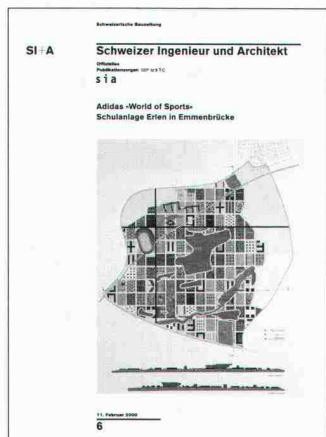 Schweizerische Bauzeitung
SI+A
Schweizer Ingenieur und Architekt
Offizielles
Publikationsorgan
sia
Adidas «World of Sports»
Schulanlage Erlen in Emmenbrücke
11. Februar 2000
6